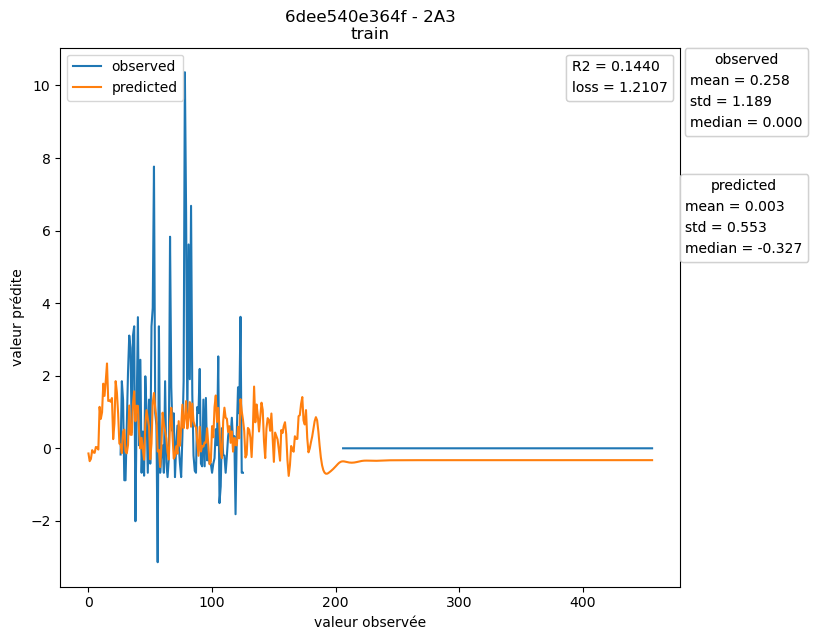 6dee540e364f - 2A3
train
observed
predicted
R2 = 0.1440
loss = 1.2107
observed
mean = 0.258
std = 1.189
median = 0.000
predicted
mean = 0.003
std = 0.553
median = -0.327
10
8
6
4
2
0
−2
valeur prédite
0
100
200
300
400
valeur observée